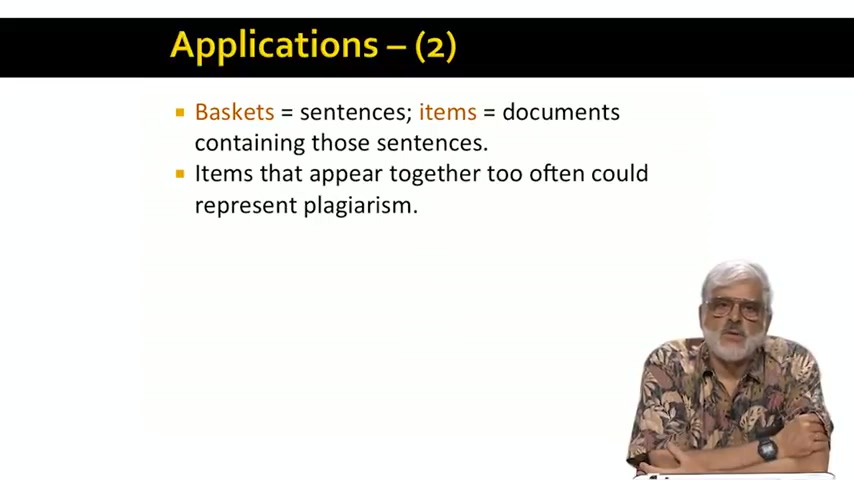 Applications – (2)
Baskets = sentences; items = documents
containing those sentences.
Items that appear together too often could
represent plagiarism.